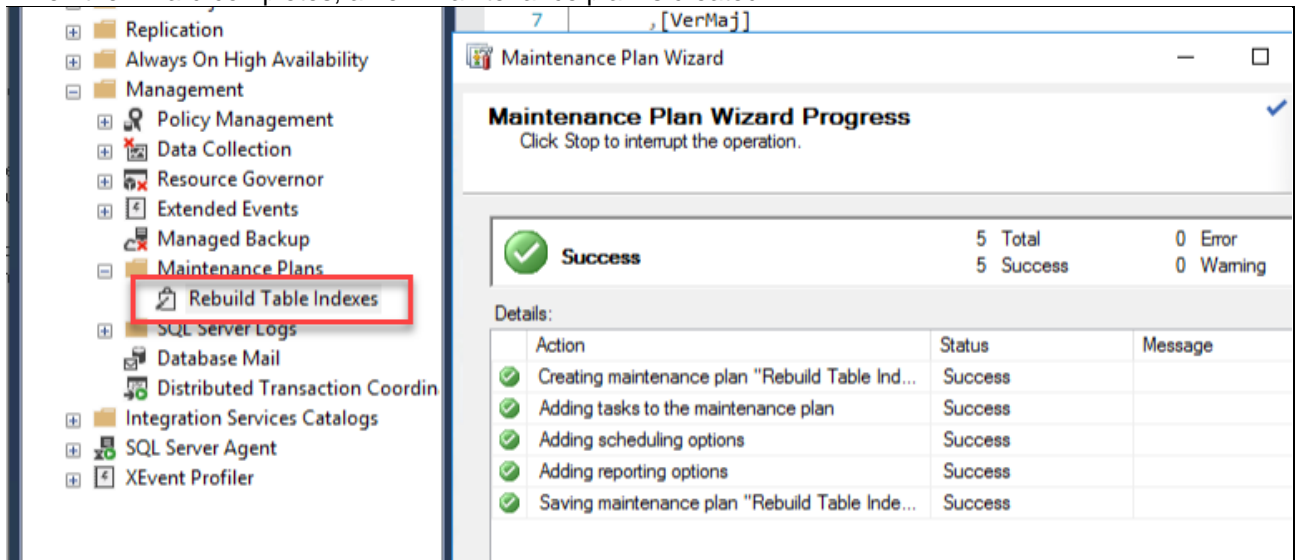 Replication
Always On High Availability
Management
Policy Management
Data Collection
Resource Governor
Extended Events
Managed Backup
Maintenance Plans
Rebuild Table Indexes
SQL Server Logs
Database Mail
Distributed Transaction Coordin
Integration Services Catalogs
SQL Server Agent
XEvent Profiler
7 ,[VerMaj]
Maintenance Plan Wizard
Maintenance Plan Wizard Progress
Click Stop to interrupt the operation.
Success
5 Total 0 Error
5 Success 0 Warning
Details:
Action Status Message
Creating maintenance plan "Rebuild Table Ind... Success
Adding tasks to the maintenance plan Success
Adding scheduling options Success
Adding reporting options Success
Saving maintenance plan "Rebuild Table Inde... Success